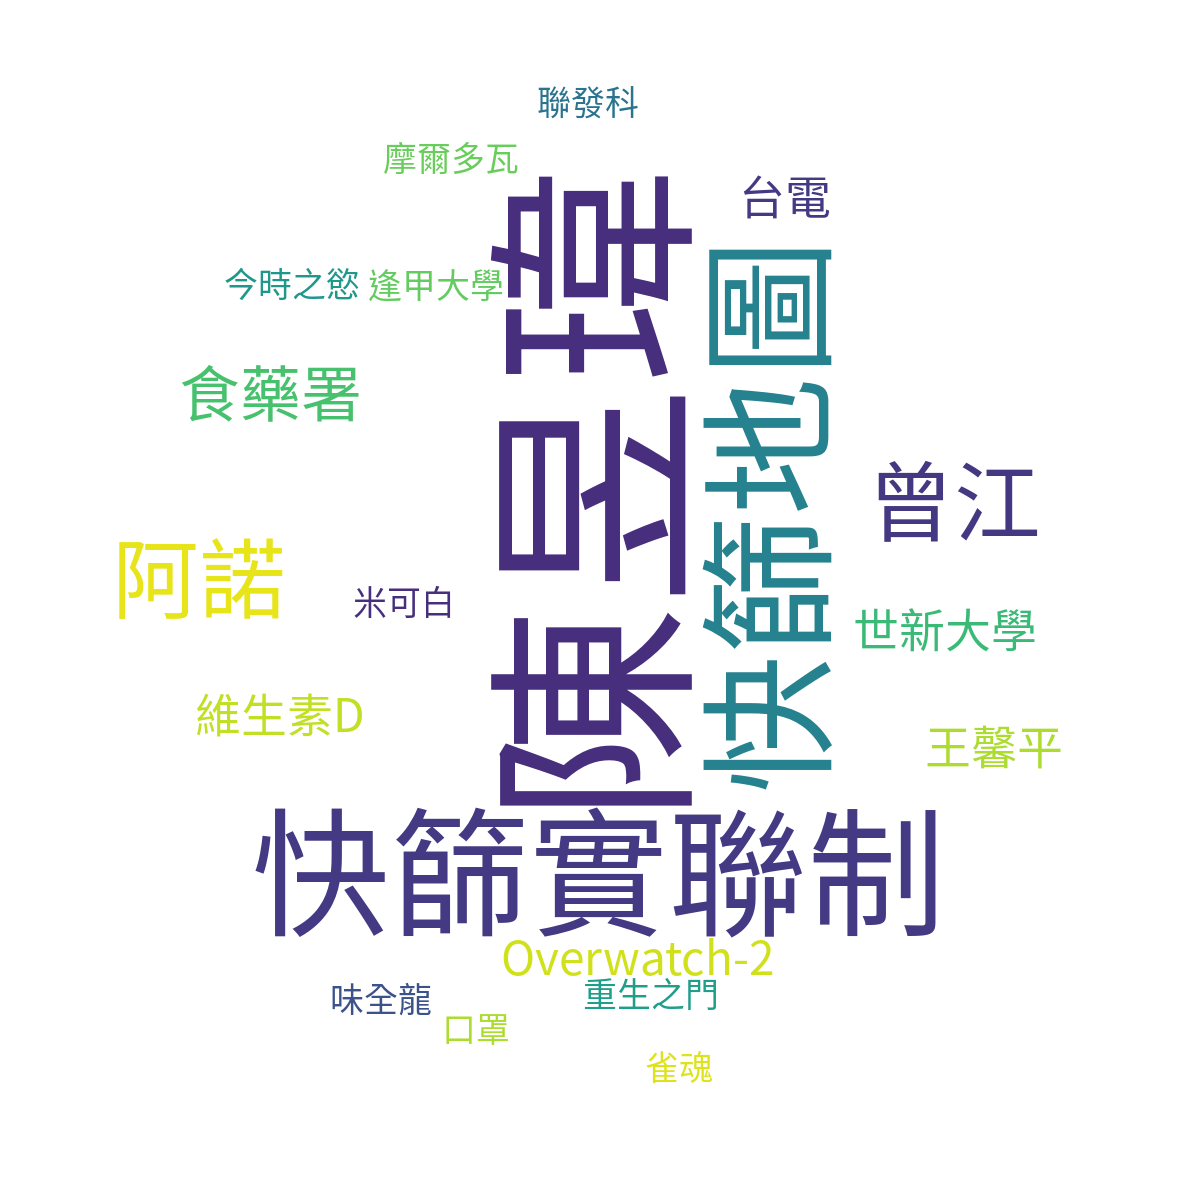 聯發科
摩爾多瓦
台電
今時之慾
逢甲大學
陳昱瑋
快篩地圖
食藥署
曾江
阿諾
米可白
世新大學
維生素D
王馨平
快篩實聯制
Overwatch-2
味全龍
重生之門
口罩
雀魂